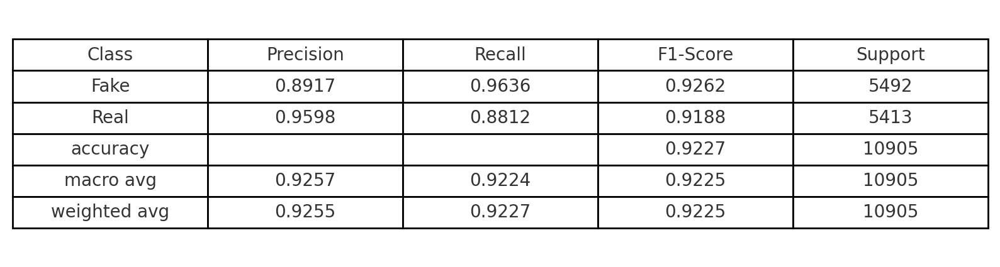 Class Precision Recall F1-Score Support
Fake 0.8917 0.9636 0.9262 5492
Real 0.9598 0.8812 0.9188 5413
accuracy 0.9227 10905
macro avg 0.9257 0.9224 0.9225 10905
weighted avg 0.9255 0.9227 0.9225 10905